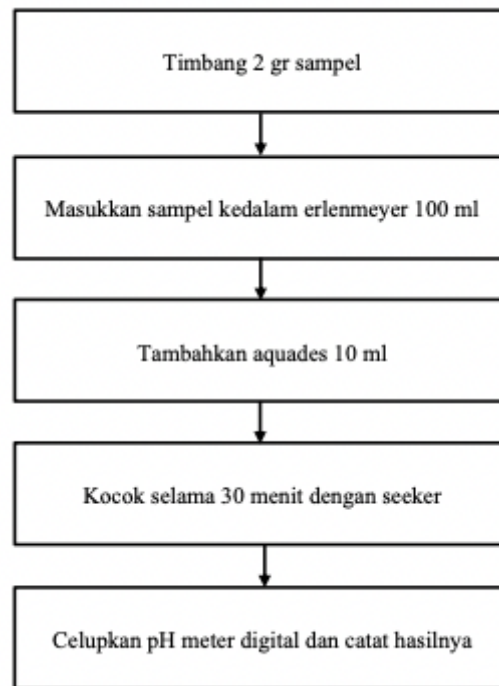 Timbang 2 gr sampel
Masukkan sampel kedalam erlenmeyer 100 ml
Tambahkan aquades 10 ml
Kocok selama 30 menit dengan seeker
Celupkan pH meter digital dan catat hasilnya